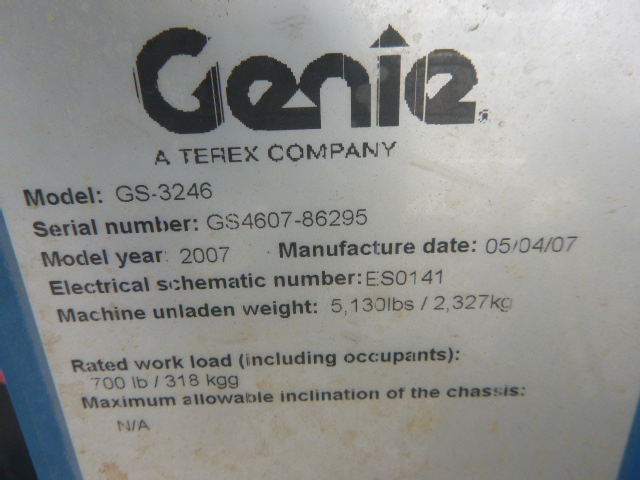 Genie
A TEREX COMPANY
Model: GS-3246
Serial number: GS4607-86295
Model year: 2007 Manufacture date: 05/04/07
Electrical schematic number: ES0141
Machine unladen weight: 5,130lbs / 2,327kg
Rated work load (including occupants):
700 lb / 318 kgg
Maximum allowable inclination of the chassis:
N/A